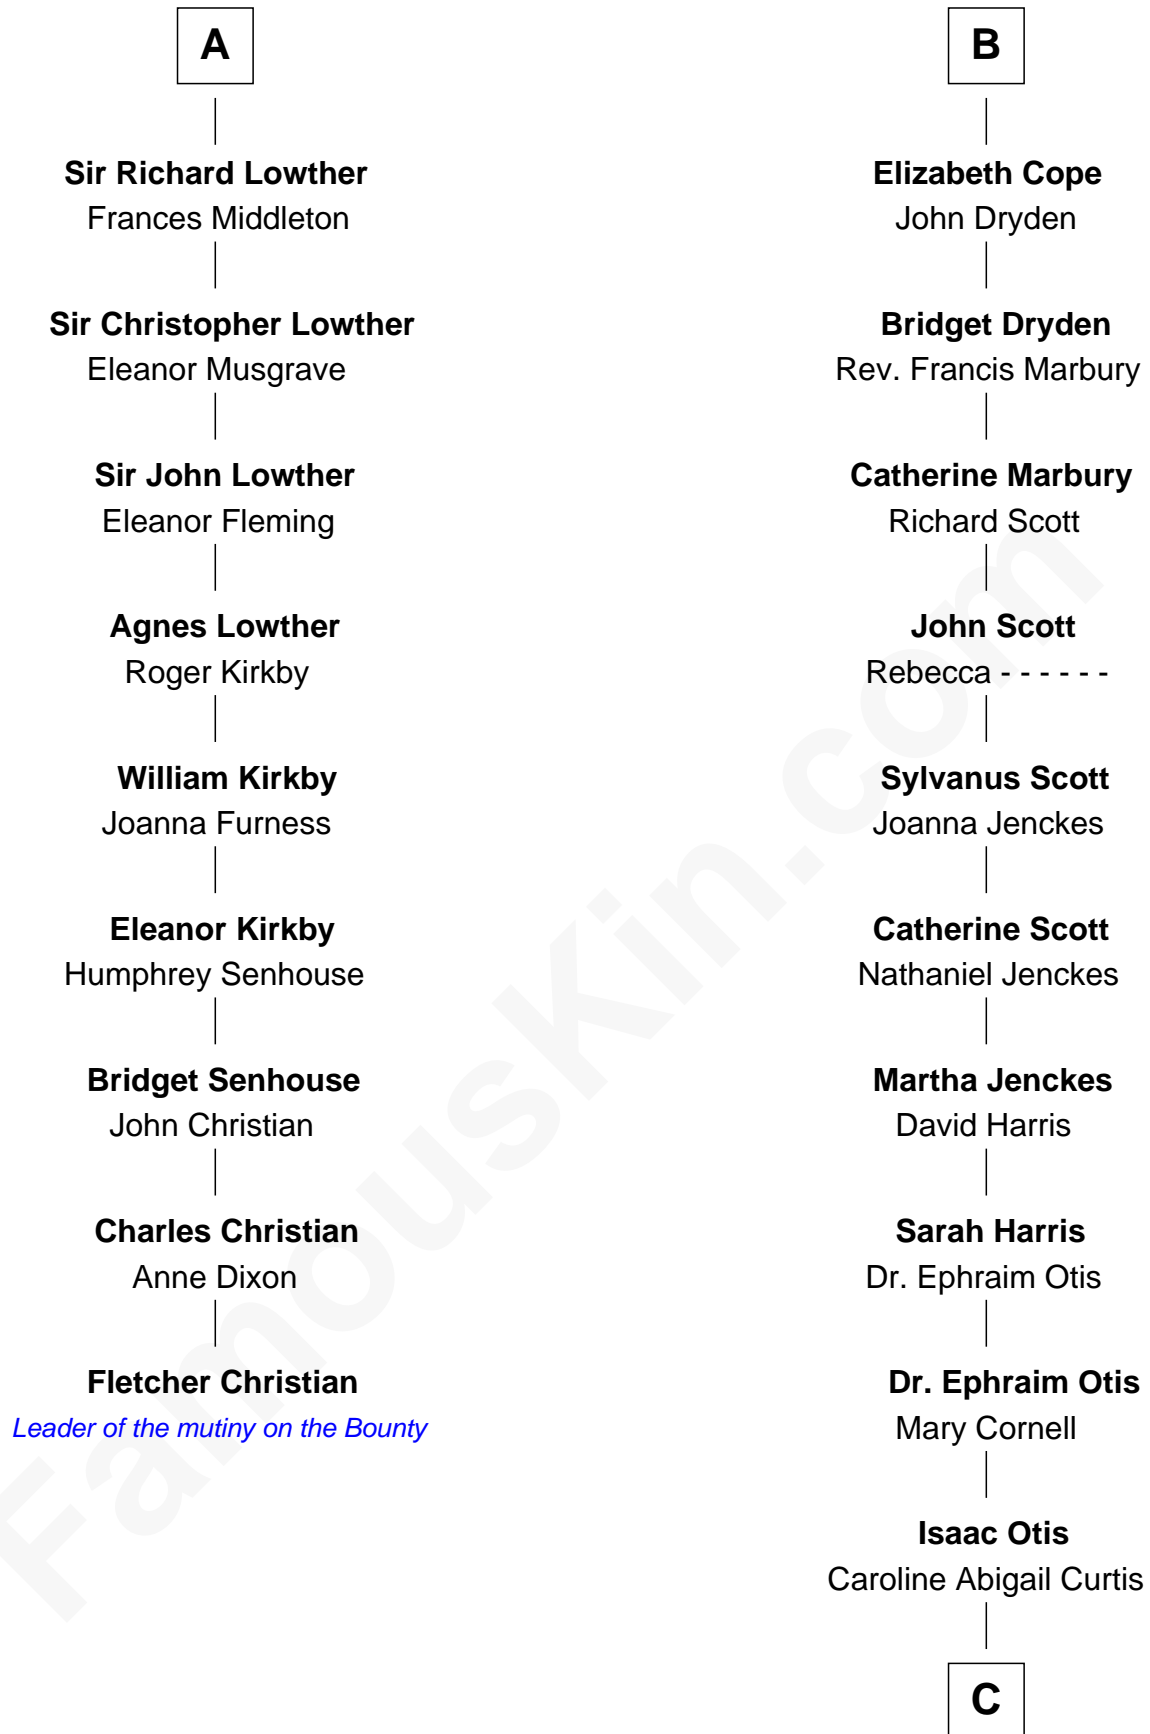 A
Sir Richard Lowther
Frances Middleton
Sir Christopher Lowther
Eleanor Musgrave
Sir John Lowther
Eleanor Fleming
Agnes Lowther
Roger Kirkby
William Kirkby
Joanna Furness
Eleanor Kirkby
Humphrey Senhouse
Bridget Senhouse
John Christian
Charles Christian
Anne Dixon
Fletcher Christian
Leader of the mutiny on the Bounty
B
Elizabeth Cope
John Dryden
Bridget Dryden
Rev. Francis Marbury
Catherine Marbury
Richard Scott
John Scott
Rebecca - - - - - -
Sylvanus Scott
Joanna Jenckes
Catherine Scott
Nathaniel Jenckes
Martha Jenckes
David Harris
Sarah Harris
Dr. Ephraim Otis
Dr. Ephraim Otis
Mary Cornell
Isaac Otis
Caroline Abigail Curtis
C
FamousKin.com